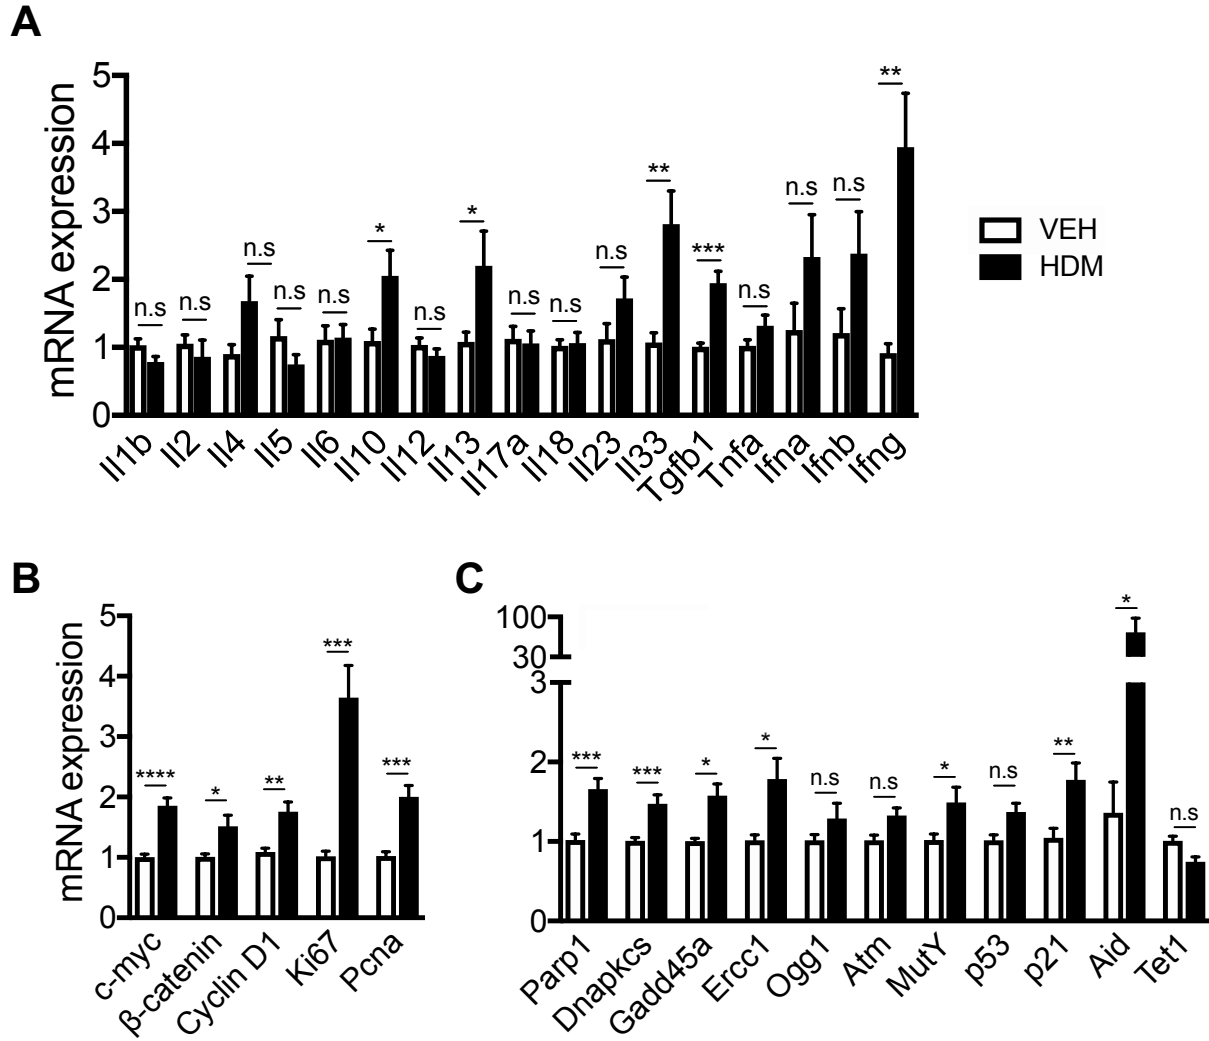 A
mRNA expression
5
4
3
2
1
0
n.s
n.s
n.s
n.s
n.s
*
n.s
*
n.s
n.s
n.s
**
***
n.s
n.s
n.s
**
Il1b
Il2
Il4
Il5
Il6
Il10
Il12
Il13
Il17a
Il18
Il23
Il33
Tgfb1
Tnfa
Ifna
Ifnb
Ifng
VEH
HDM
B
mRNA expression
5
4
3
2
1
0
****
*
**
***
***
c-myc
β-catenin
Cyclin D1
Ki67
Pcna
C
100
30
3
2
1
0
***
***
*
*
n.s
n.s
*
n.s
**
*
n.s
Parp1
Dnapkcs
Gadd45a
Ercc1
Ogg1
Atm
MutY
p53
p21
Aid
Tet1